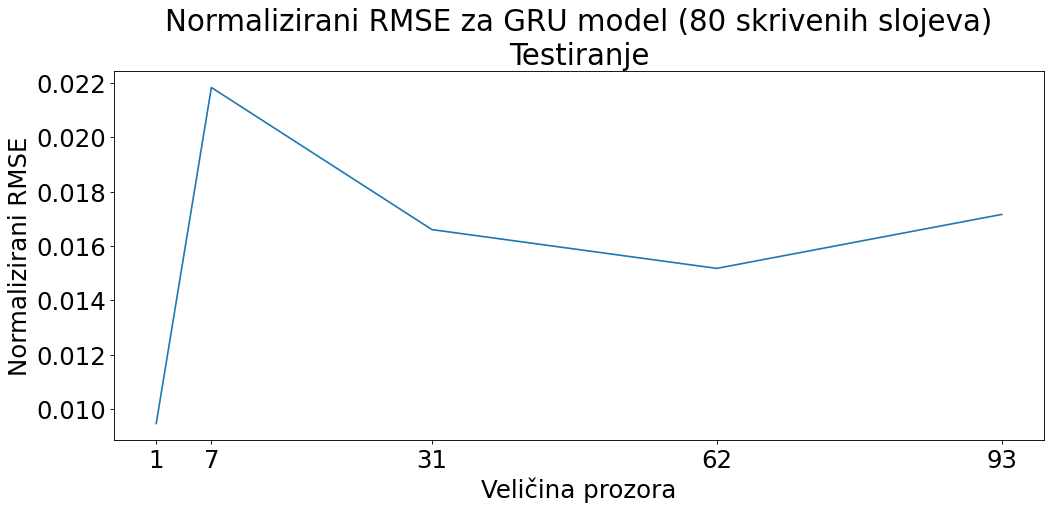 Normalizirani RMSE za GRU model (80 skrivenih slojeva)
Testiranje
Normalizirani RMSE
0.022
0.020
0.018
0.016
0.014
0.012
0.010
1 7 31 62 93
Veličina prozora